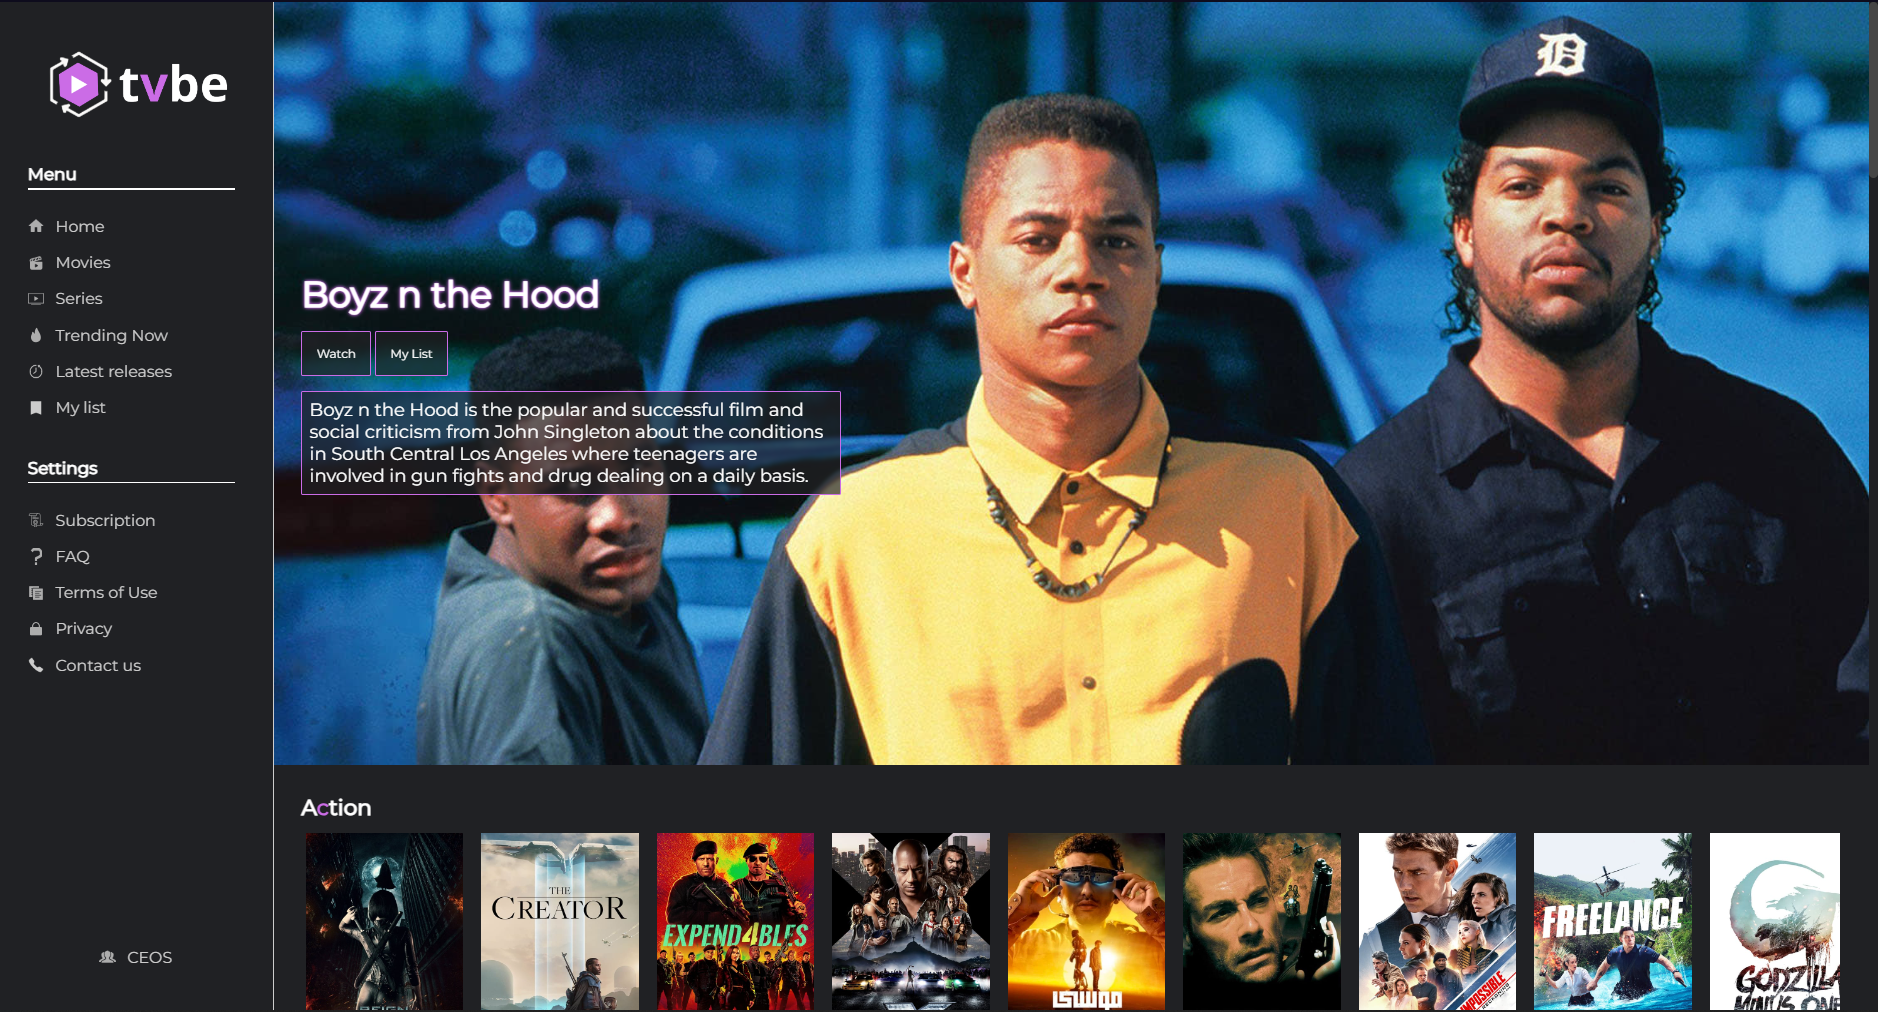 tvbe
Menu
Home
Movies
Series
Trending Now
Latest releases
My list
Settings
Subscription
FAQ
Terms of Use
Privacy
Contact us
CEOS
D
Boyz n the Hood
Watch
My List
Boyz n the Hood is the popular and successful film and
social criticism from John Singleton about the conditions
in South Central Los Angeles where teenagers are
involved in gun fights and drug dealing on a daily basis.
Action
THE
CREATOR
EXPEND4BLES
موسى
FREELANCE
GODZILLA
MINUS ONE